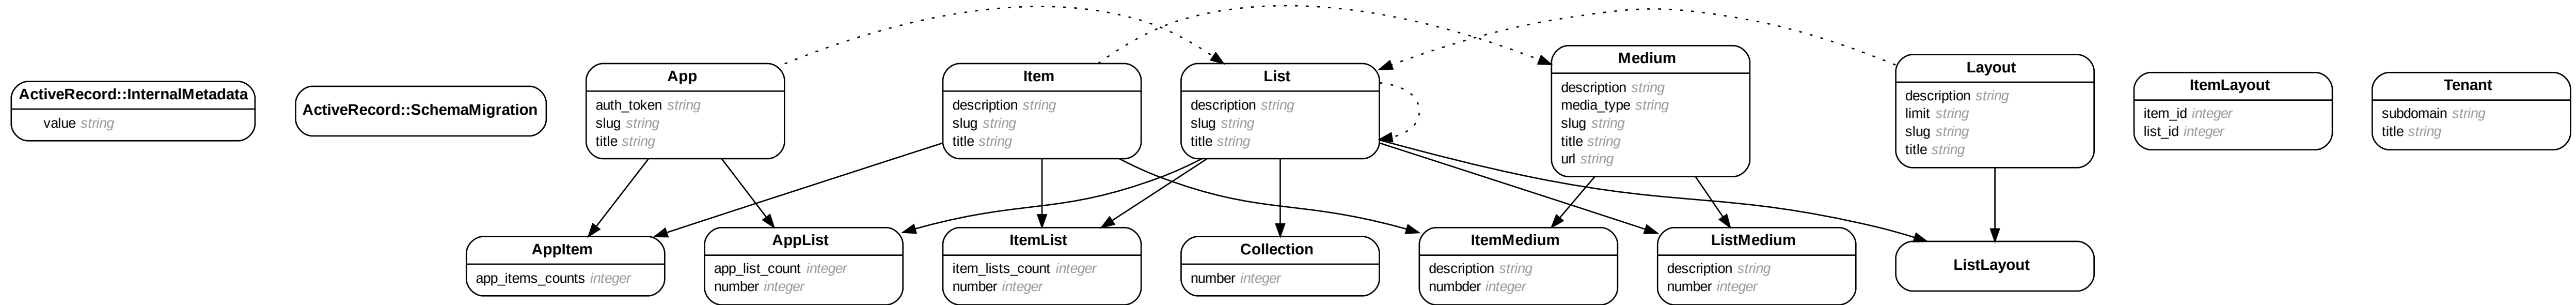 ActiveRecord::InternalMetadata
value string
ActiveRecord::SchemaMigration
App
auth_token string
slug string
title string
Item
description string
slug string
title string
List
description string
slug string
title string
Medium
description string
media_type string
slug string
title string
url string
Layout
description string
limit string
slug string
title string
ItemLayout
item_id integer
list_id integer
Tenant
subdomain string
title string
AppItem
app_items_counts integer
AppList
app_list_count integer
number integer
ItemList
item_lists_count integer
number integer
Collection
number integer
ItemMedium
description string
numbder integer
ListMedium
description string
number integer
ListLayout